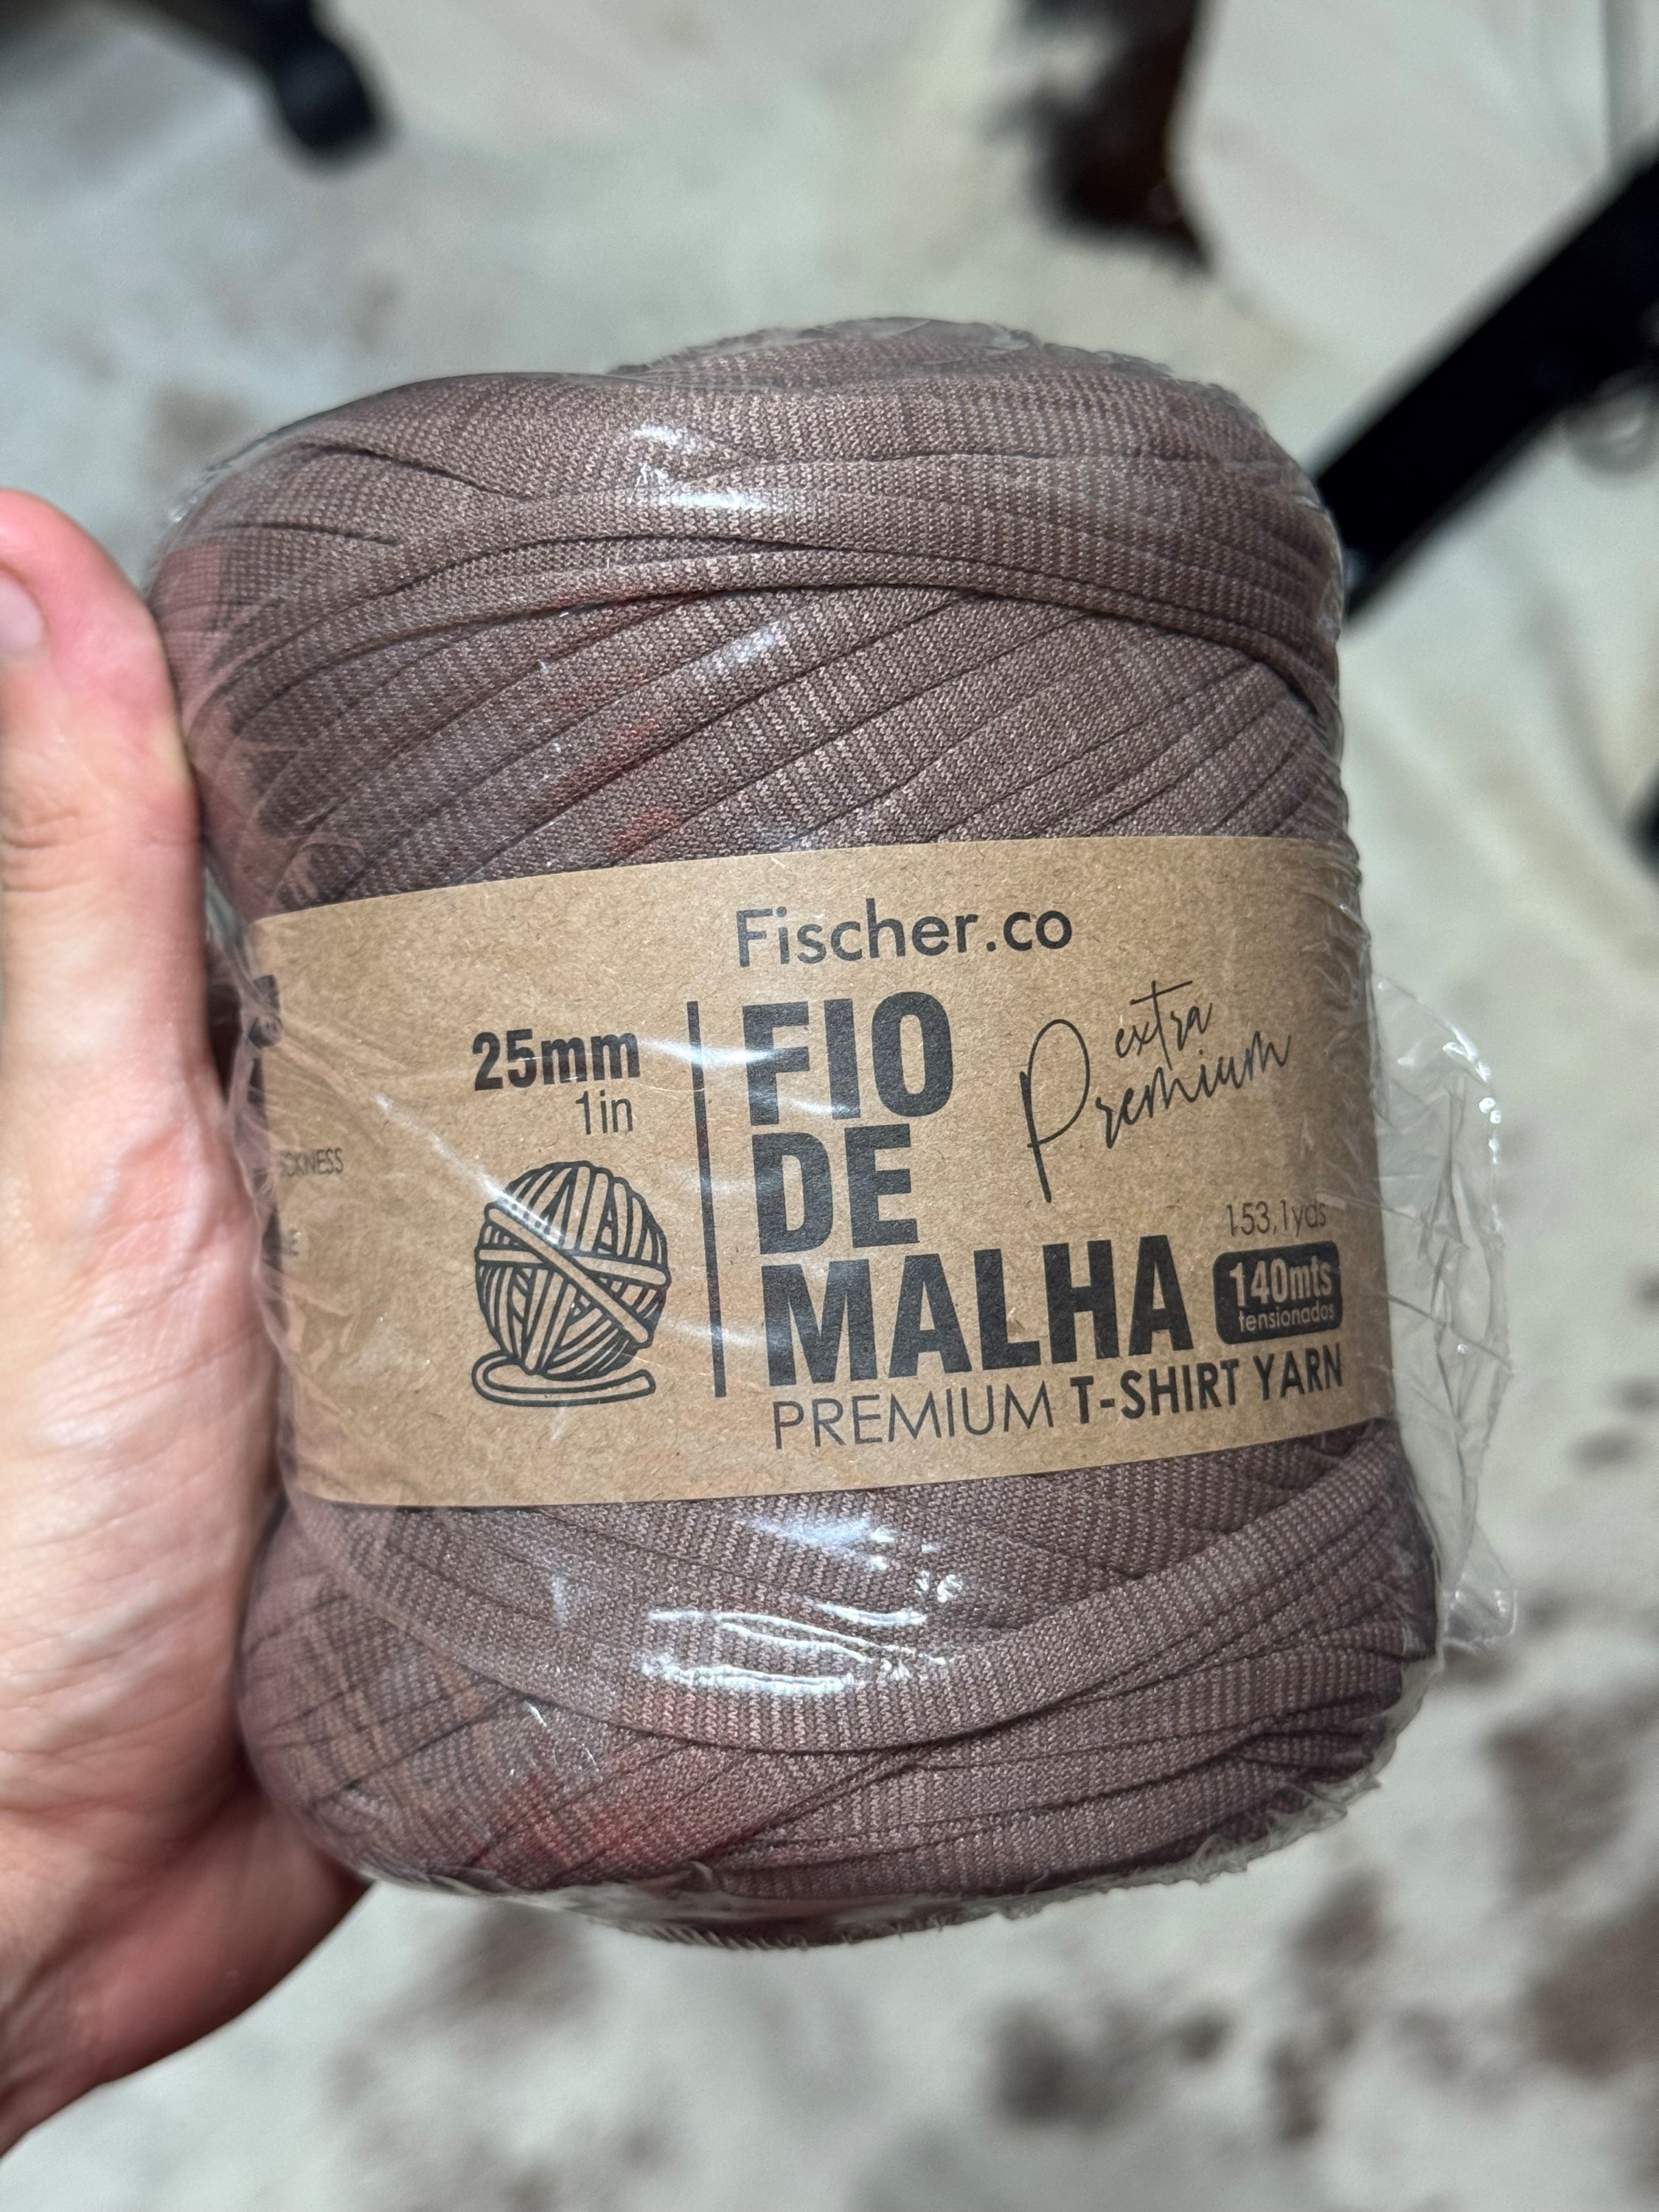 Fischer.co
25mm
1in
FIO
DE
MALHA
extra
Premium
153,1yds
140mts
tensionados
PREMIUM T-SHIRT YARN